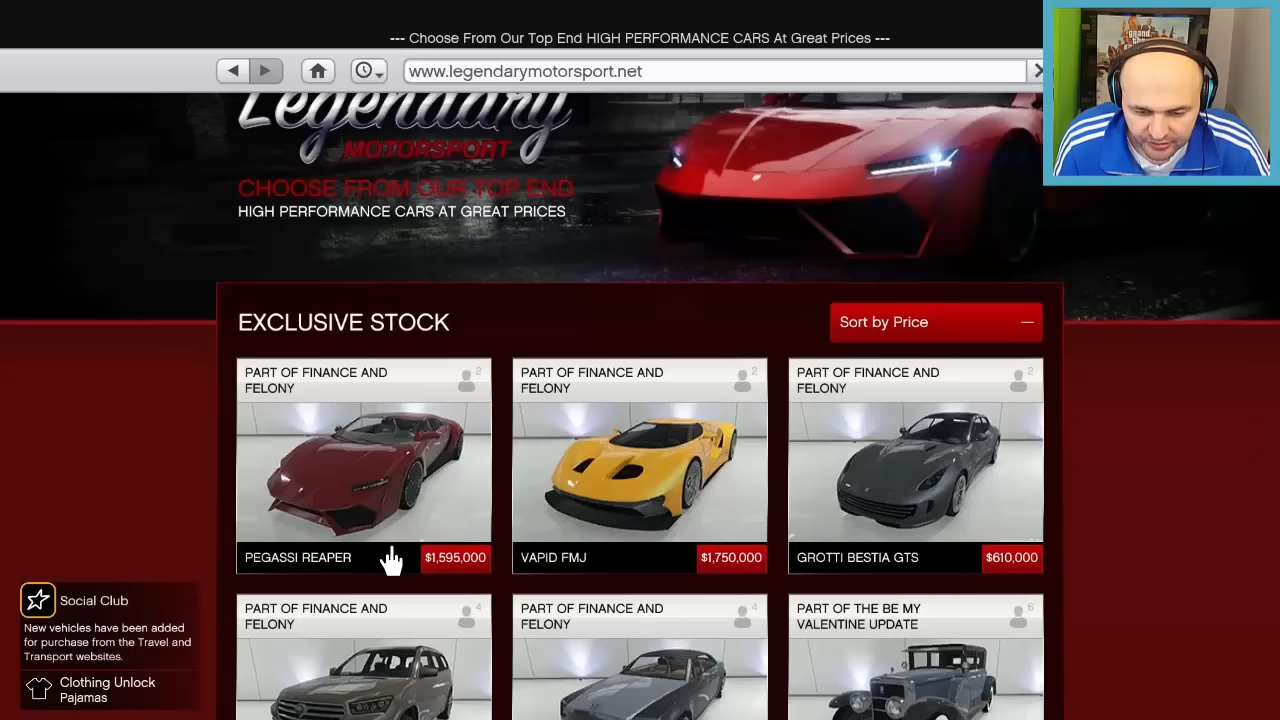 --- Choose From Our Top End HIGH PERFORMANCE CARS At Great Prices ---
www.legendarymotorsport.net
Legendary
MOTORSPORT
CHOOSE FROM OUR TOP END
HIGH PERFORMANCE CARS AT GREAT PRICES
EXCLUSIVE STOCK
Sort by Price
PART OF FINANCE AND
FELONY
2
PEGASSI REAPER
$1,595,000
PART OF FINANCE AND
FELONY
2
VAPID FMJ
$1,750,000
PART OF FINANCE AND
FELONY
2
GROTTI BESTIA GTS
$610,000
PART OF FINANCE AND
FELONY
4
PART OF FINANCE AND
FELONY
4
PART OF THE BE MY
VALENTINE UPDATE
6
Social Club
New vehicles have been added
for purchase from the Travel and
Transport websites.
Clothing Unlock
Pajamas
grand